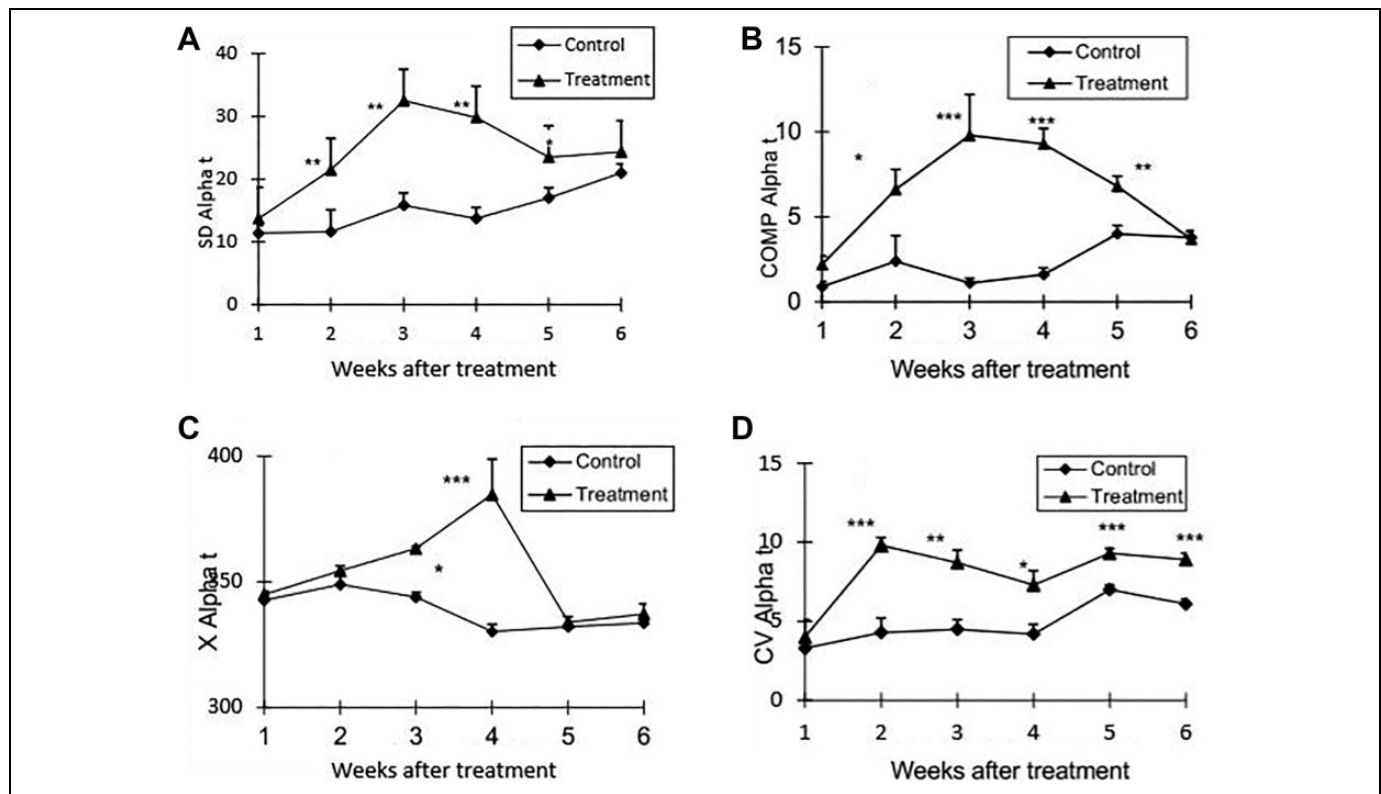 A
SD Alpha t
40
30
20
10
0
**
**
**
*
Control
Treatment
1 2 3 4 5 6
Weeks after treatment
B
COMP Alpha t
15
10
5
0
*
***
***
**
Control
Treatment
1 2 3 4 5 6
Weeks after treatment
C
X Alpha t
400
350
300
***
*
Control
Treatment
1 2 3 4 5 6
Weeks after treatment
D
CV Alpha t
15
10
5
0
***
**
*
***
***
Control
Treatment
1 2 3 4 5 6
Weeks after treatment